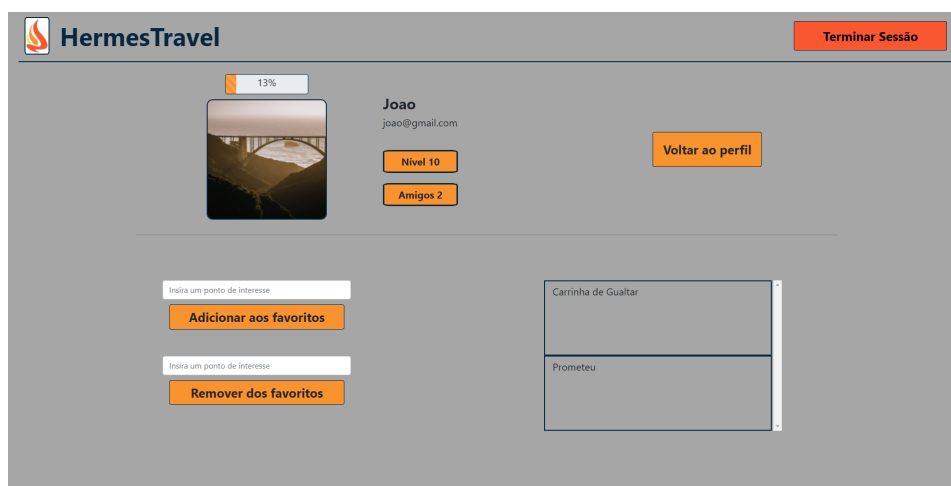 HermesTravel
Terminar Sessão
13%
Joao
joao@gmail.com
Nível 10
Amigos 2
Voltar ao perfil
Insira um ponto de interesse
Adicionar aos favoritos
Insira um ponto de interesse
Remover dos favoritos
Carrinha de Gualtar
Prometeu